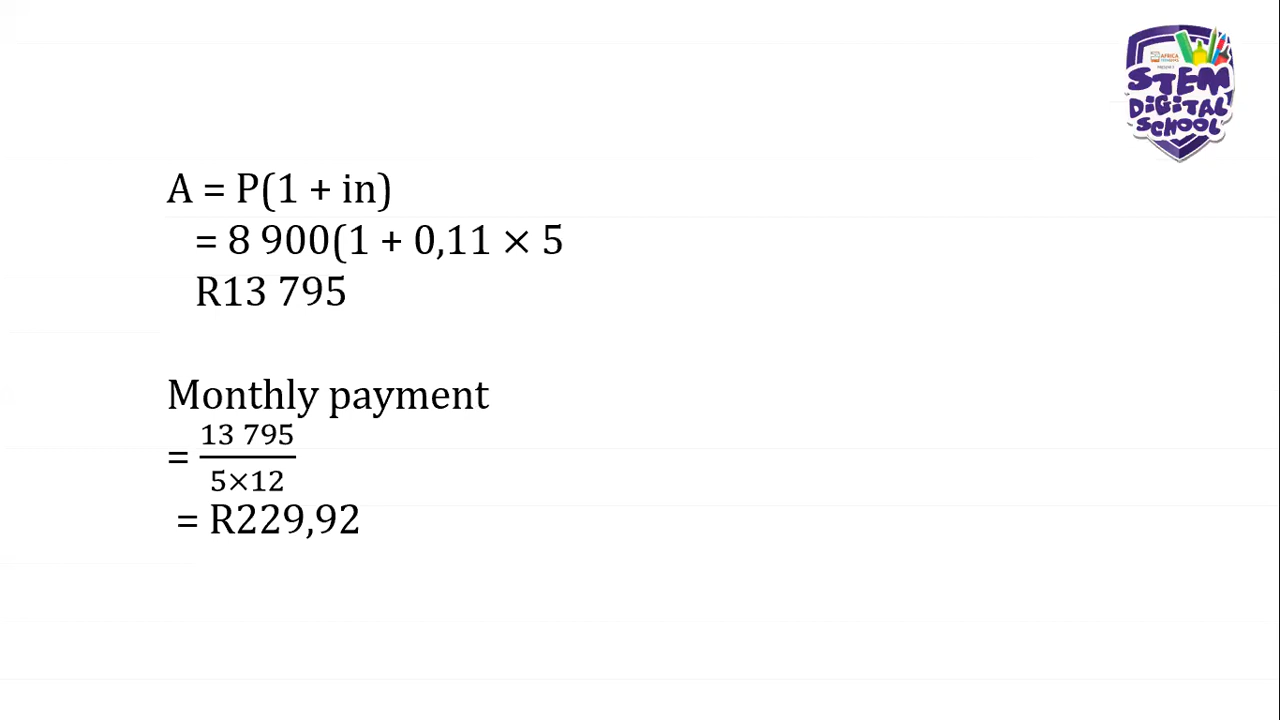 AFRICA
STEM
DIGITAL
SCHOOL
A = P(1 + in)
= 8 900(1 + 0,11 × 5
R13 795
Monthly payment
= 13 795
5×12
= R229,92